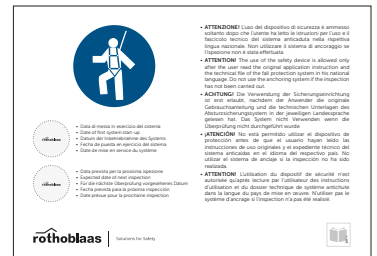 • ATTENZIONE! L'uso del dispositivo di sicurezza è ammesso
soltanto dopo che l'utente ha letto le istruzioni per l'uso e il
fascicolo tecnico del sistema anticaduta nella rispettiva
lingua nazionale. Non utilizzare il sistema di ancoraggio se
l'ispezione non è stata effettuata.
• ATTENTION! The use of the safety device is allowed only
after the user read the original application instruction and
the technical file of the fall protection system in his national
language. Do not use the anchoring system if the inspection
has not been carried out.
• ACHTUNG! Die Verwendung der Sicherungseinrichtung
ist erst erlaubt, nachdem der Anwender die originale
Gebrauchsanleitung und die technischen Unterlagen des
Absturzsicherungssystem in der jeweiligen Landessprache
gelesen hat. Das System nicht Verwenden wenn die
Überprüfung nicht durchgeführt wurde.
• ¡ATENCIÓN! No está permitido utilizar el dispositivo de
protección antes de que el usuario hayan leído las
instrucciones de uso originales y el expediente técnico del
sistema anticaídas en el idioma del respectivo país. No
utilizar el sistema de anclaje si la inspección no ha sido
realizada.
• ATTENTION! L'utilisation du dispositif de sécurité n'est
autorisée qu'après lecture par l'utilisateur des instructions
d'utilisation et du dossier technique de système antichute
dans la langue du pays de mise en œuvre. N'utilisez pas le
système d'ancrage si l'inspection n'a pas été réalisée.
rothoblaas
• Data di messa in esercizio del sistema
• Date of first system start-up
• Datum der Inbetriebnahme des Systems
• Fecha de puesta en ejercicio del sistema
• Date de mise en service du système
rothoblaas
• Data prevista per la prossima ispezione
• Expected date of next inspection
• Für die nächste Überprüfung vorgesehenes Datum
• Fecha prevista para la próxima inspección
• Date prévue pour la prochaine inspection
rothoblaas
Solutions for Safety